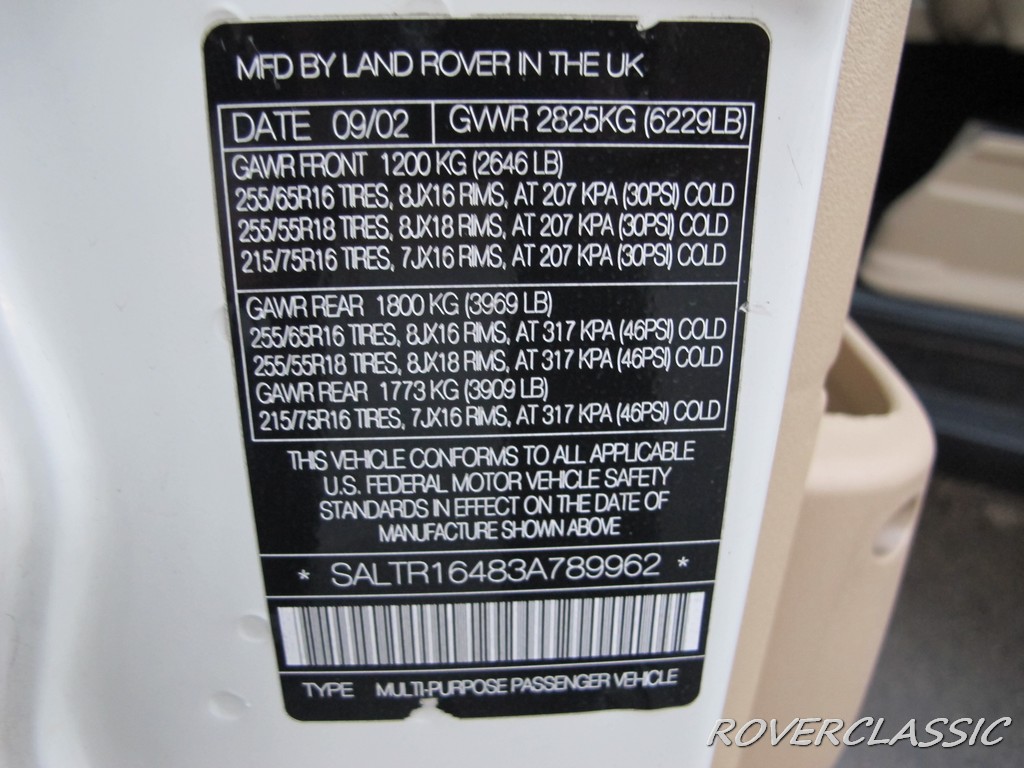 MFD BY LAND ROVER IN THE UK
DATE 09/02 GVWR 2825KG (6229LB)
GAWR FRONT 1200 KG (2646 LB)
255/65R16 TIRES, 8JX16 RIMS, AT 207 KPA (30PSI) COLD
255/55R18 TIRES, 8JX18 RIMS, AT 207 KPA (30PSI) COLD
215/75R16 TIRES, 7JX16 RIMS, AT 207 KPA (30PSI) COLD
GAWR REAR 1800 KG (3969 LB)
255/65R16 TIRES, 8JX16 RIMS, AT 317 KPA (46PSI) COLD
255/55R18 TIRES, 8JX18 RIMS, AT 317 KPA (46PSI) COLD
GAWR REAR 1773 KG (3909 LB)
215/75R16 TIRES, 7JX16 RIMS, AT 317 KPA (46PSI) COLD
THIS VEHICLE CONFORMS TO ALL APPLICABLE
U.S. FEDERAL MOTOR VEHICLE SAFETY
STANDARDS IN EFFECT ON THE DATE OF
MANUFACTURE SHOWN ABOVE
* SALTR16483A789962 *
TYPE MULTI-PURPOSE PASSENGER VEHICLE
ROVERCLASSIC